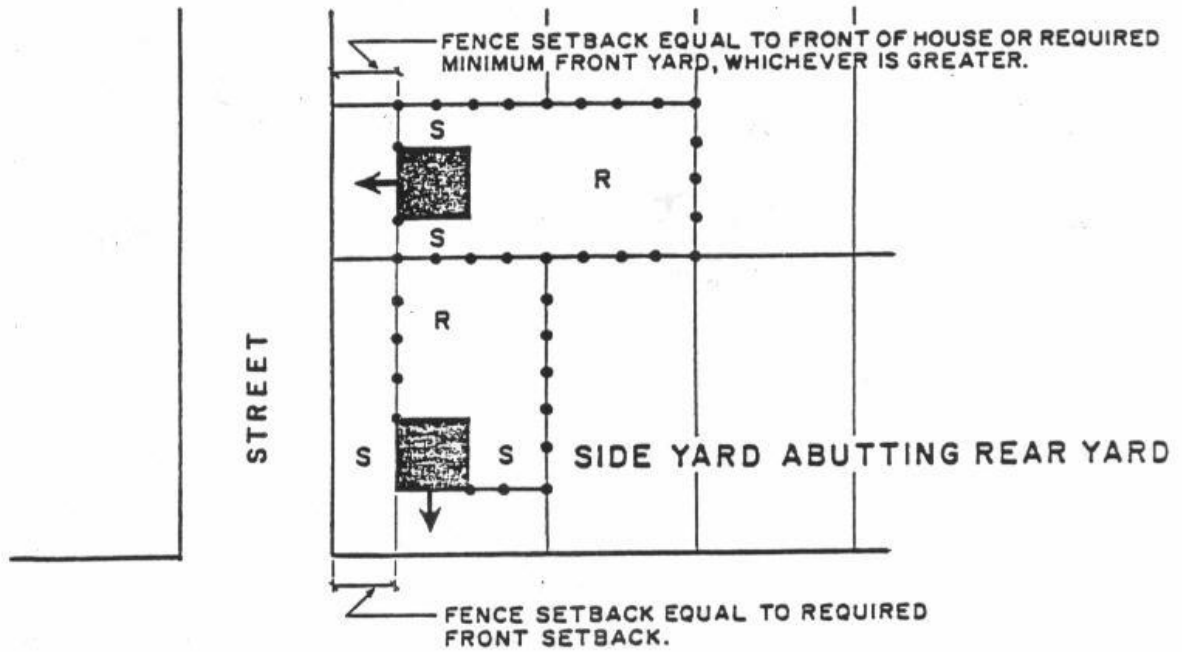 FENCE SETBACK EQUAL TO FRONT OF HOUSE OR REQUIRED
MINIMUM FRONT YARD, WHICHEVER IS GREATER.
S
R
S
R
STREET
S
S
SIDE YARD ABUTTING REAR YARD
FENCE SETBACK EQUAL TO REQUIRED
FRONT SETBACK.